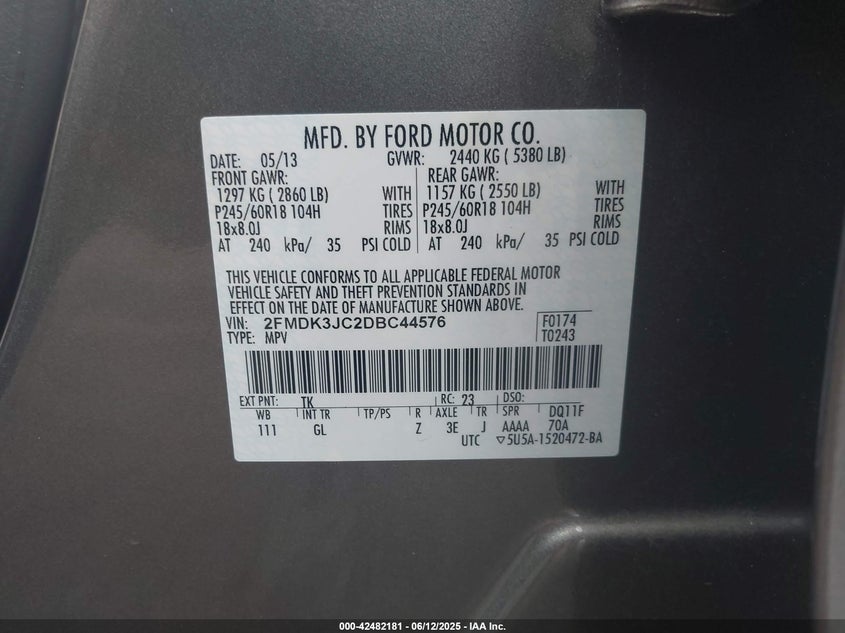 MFD. BY FORD MOTOR CO.
DATE: 05/13 GVWR: 2440 KG ( 5380 LB)
FRONT GAWR: REAR GAWR:
1297 KG ( 2860 LB) WITH 1157 KG ( 2550 LB) WITH
P245/60R18 104H TIRES P245/60R18 104H TIRES
18x8.0J RIMS 18x8.0J RIMS
AT 240 kPa/ 35 PSI COLD AT 240 kPa/ 35 PSI COLD
THIS VEHICLE CONFORMS TO ALL APPLICABLE FEDERAL MOTOR
VEHICLE SAFETY AND THEFT PREVENTION STANDARDS IN
EFFECT ON THE DATE OF MANUFACTURE SHOWN ABOVE.
VIN: 2FMDK3JC2DBC44576 F0174
TYPE: MPV T0243
EXT PNT: TK RC: 23 DSO:
WB INT TR TP/PS R AXLE TR SPR DQ11F
111 GL Z 3E J AAAA 70A
UTC ▽5U5A-1520472-BA
000-42482181 - 06/12/2025 - IAA Inc.